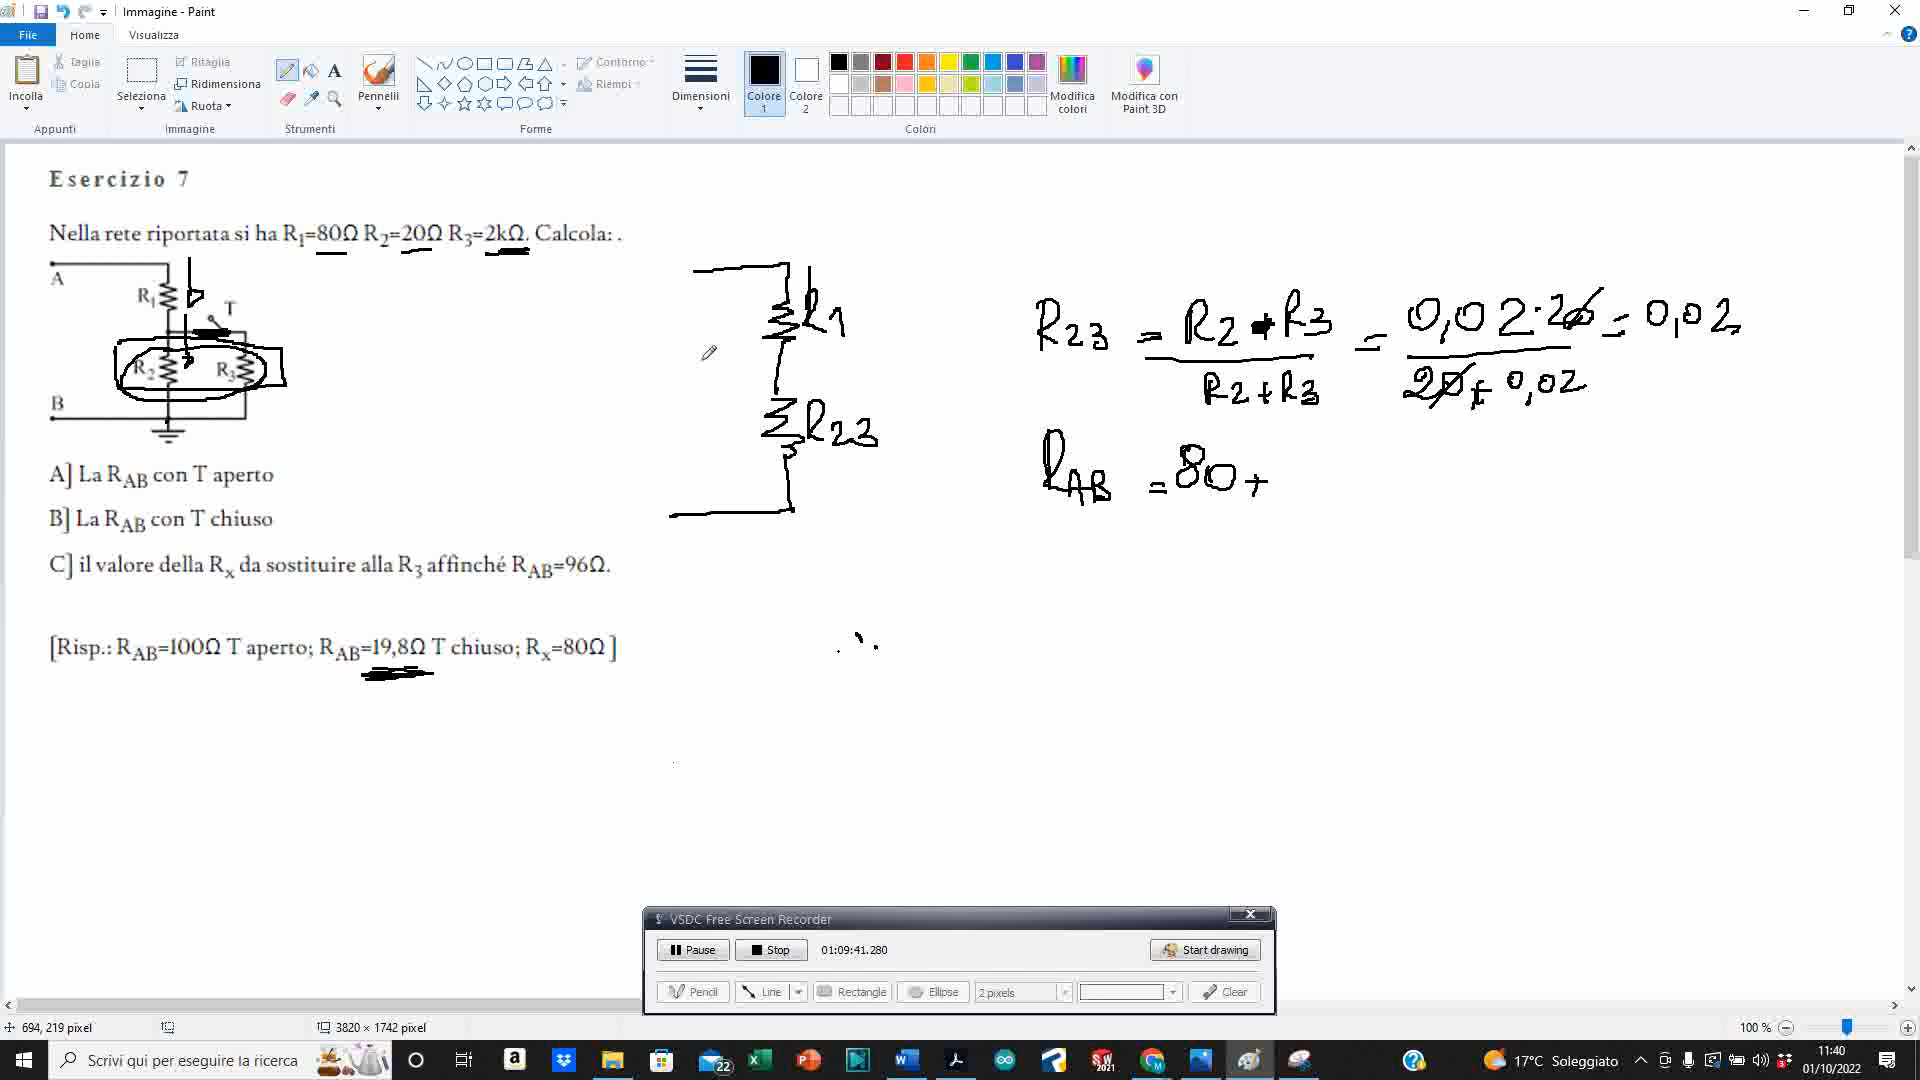 Immagine - Paint
File Home Visualizza
Incolla
Taglia
Copia
Appunti
Seleziona
Ritaglia
Ridimensiona
Ruota
Immagine
A
Strumenti
Pennelli
Forme
Contorno
Riempi
Dimensioni
Colore 1
Colore 2
Colori
Modifica colori
Modifica con Paint 3D
Esercizio 7
Nella rete riportata si ha R1=80Ω R2=20Ω R3=2kΩ. Calcola: .
A
R1
T
R2
R3
B
A] La RAB con T aperto
B] La RAB con T chiuso
C] il valore della Rx da sostituire alla R3 affinché RAB=96Ω.
[Risp.: RAB=100Ω T aperto; RAB=19,8Ω T chiuso; Rx=80Ω ]
R1
R23
R23 = R2 · R3 / R2 + R3 = 0,02 · 20 / 20 + 0,02 = 0,02
RAB = 80 +
VSDC Free Screen Recorder
Pause Stop 01:09:41.280 Start drawing
Pencil Line Rectangle Ellipse 2 pixels Clear
694, 219 pixel 3820 × 1742 pixel 100 %
Scrivi qui per eseguire la ricerca
22
SW 2021
17°C Soleggiato
11:40
01/10/2022